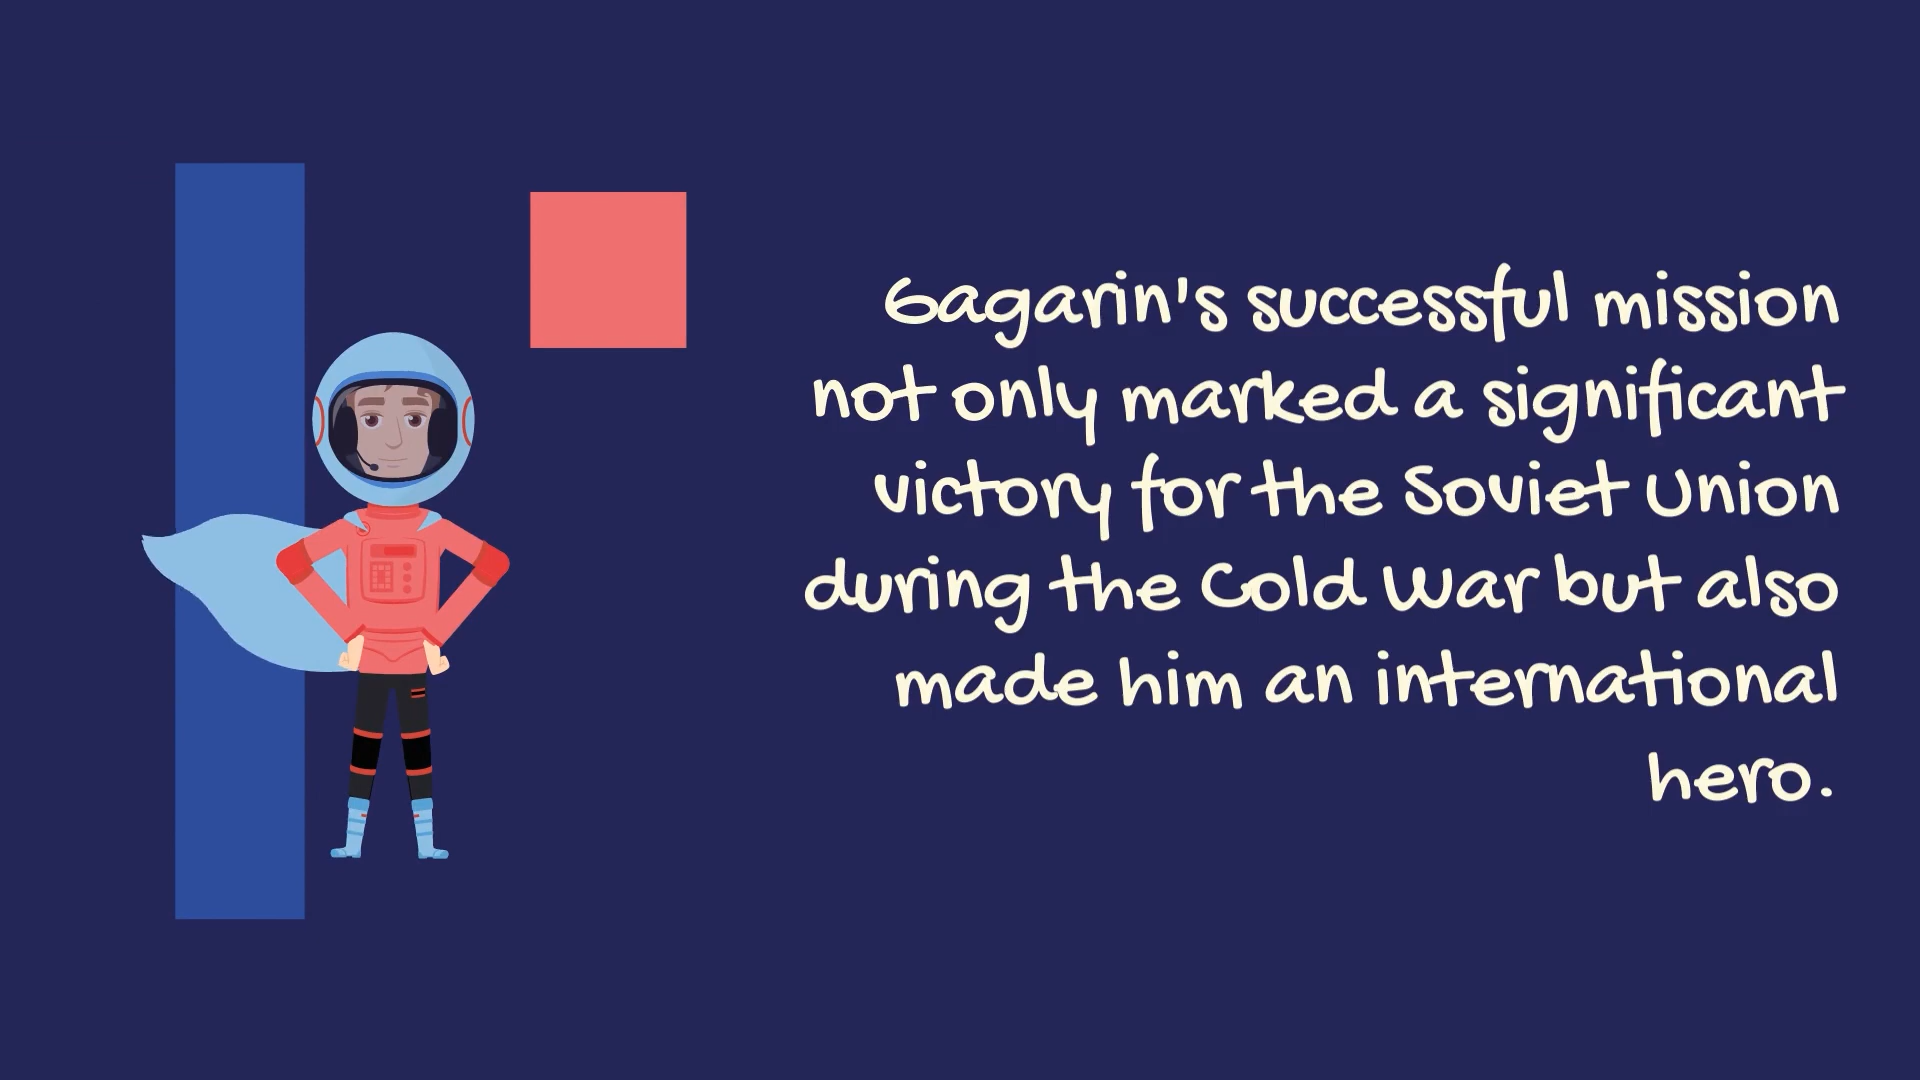 Gagarin's successful mission
not only marked a significant
victory for the Soviet Union
during the Cold War but also
made him an international
hero.